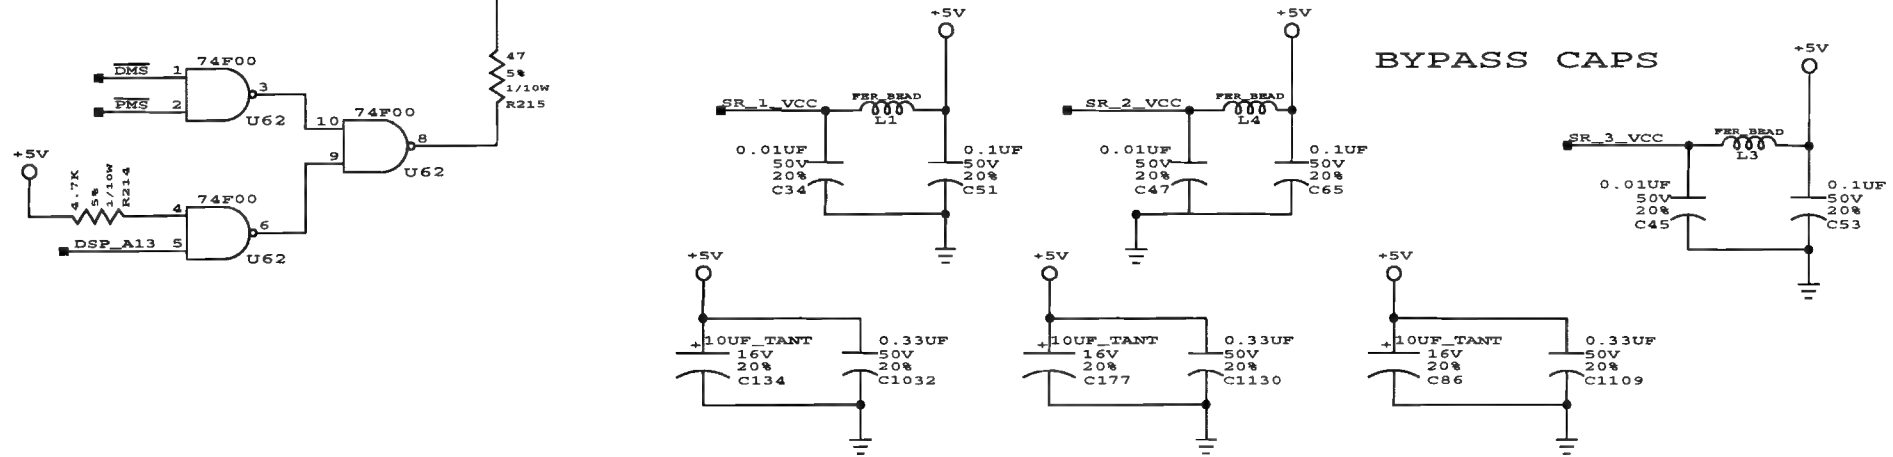 47
5%
1/10W
R215
74F00
DMS
1
3
PMS
2
U62
74F00
10
8
9
U62
+5V
4.7K
5%
1/10W
R214
74F00
4
6
DSP_A13
5
U62
+5V
SR_1_VCC
FER_BEAD
L1
0.01UF
50V
20%
C34
0.1UF
50V
20%
C51
+5V
SR_2_VCC
FER_BEAD
L4
0.01UF
50V
20%
C47
0.1UF
50V
20%
C65
BYPASS CAPS
+5V
SR_3_VCC
FER_BEAD
L3
0.01UF
50V
20%
C45
0.1UF
50V
20%
C53
+5V
+
10UF_TANT
16V
20%
C134
0.33UF
50V
20%
C1032
+5V
+
10UF_TANT
16V
20%
C177
0.33UF
50V
20%
C1130
+5V
+
10UF_TANT
16V
20%
C86
0.33UF
50V
20%
C1109